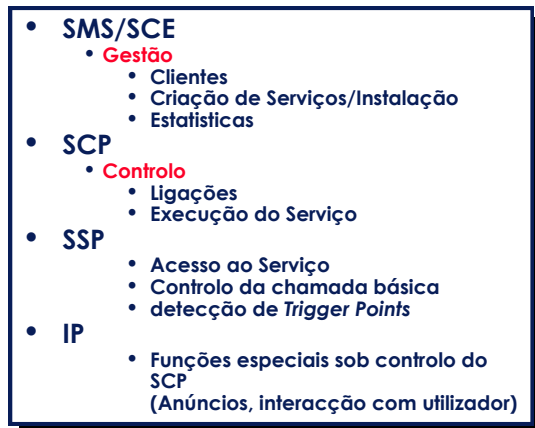 • SMS/SCE
• Gestão
• Clientes
• Criação de Serviços/Instalação
• Estatisticas
• SCP
• Controlo
• Ligações
• Execução do Serviço
• SSP
• Acesso ao Serviço
• Controlo da chamada básica
• detecção de Trigger Points
• IP
• Funções especiais sob controlo do
SCP
(Anúncios, interacção com utilizador)